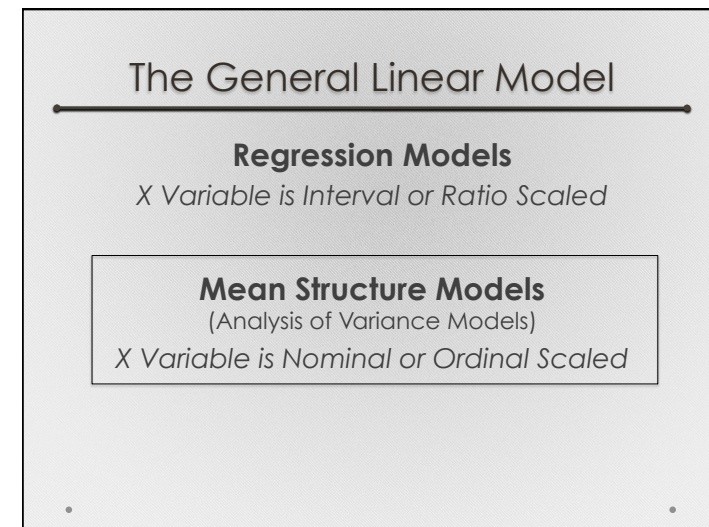 The General Linear Model
Regression Models
X Variable is Interval or Ratio Scaled
Mean Structure Models
(Analysis of Variance Models)
X Variable is Nominal or Ordinal Scaled